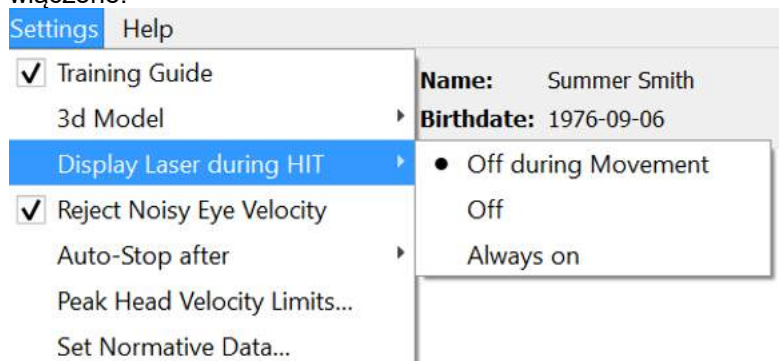 włączone.
Settings Help
Training Guide
3d Model
Display Laser during HIT
Reject Noisy Eye Velocity
Auto-Stop after
Peak Head Velocity Limits...
Set Normative Data...
Name: Summer Smith
Birthdate: 1976-09-06
Off during Movement
Off
Always on